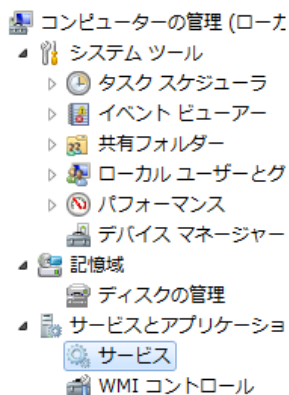 コンピューターの管理 (ローカ
システム ツール
タスク スケジューラ
イベント ビューアー
共有フォルダー
ローカル ユーザーとグ
パフォーマンス
デバイス マネージャー
記憶域
ディスクの管理
サービスとアプリケーショ
サービス
WMI コントロール